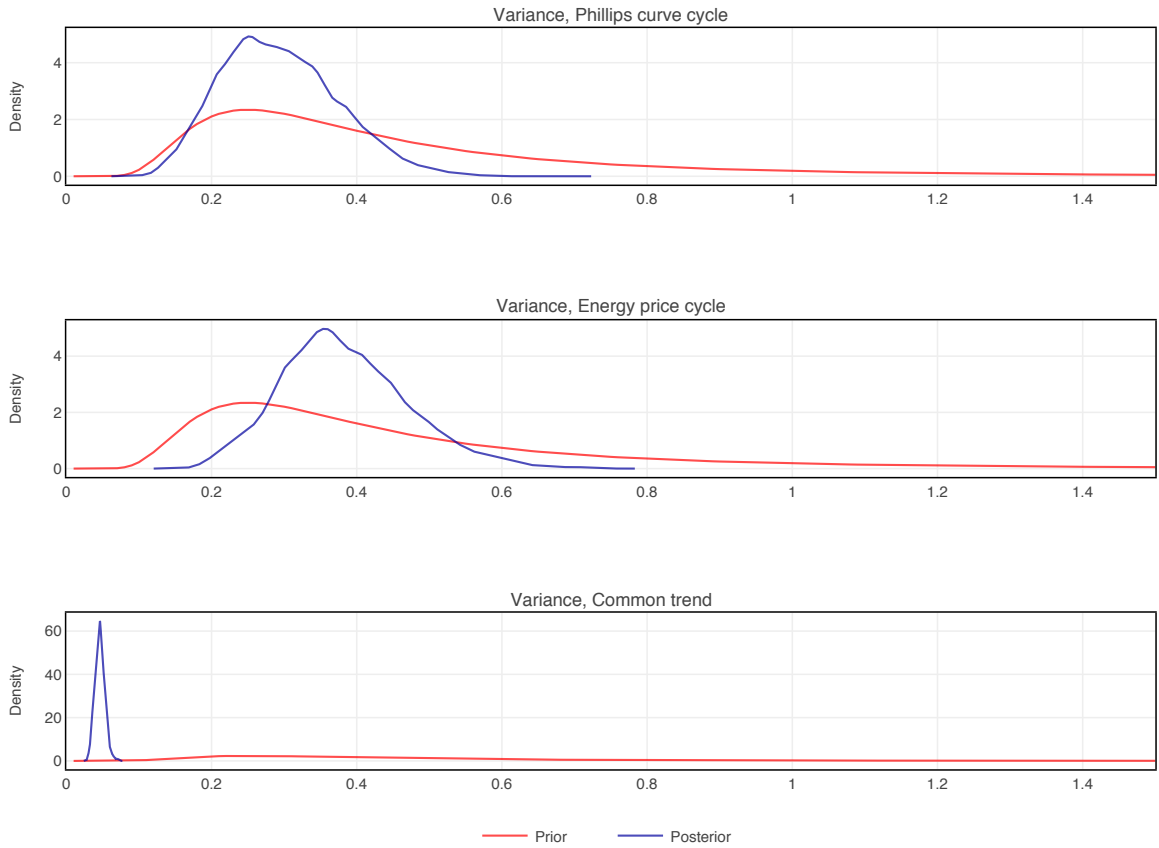 Variance, Phillips curve cycle
Density
4
2
0
0 0.2 0.4 0.6 0.8 1 1.2 1.4
Variance, Energy price cycle
Density
4
2
0
0 0.2 0.4 0.6 0.8 1 1.2 1.4
Variance, Common trend
Density
60
40
20
0
0 0.2 0.4 0.6 0.8 1 1.2 1.4
Prior Posterior